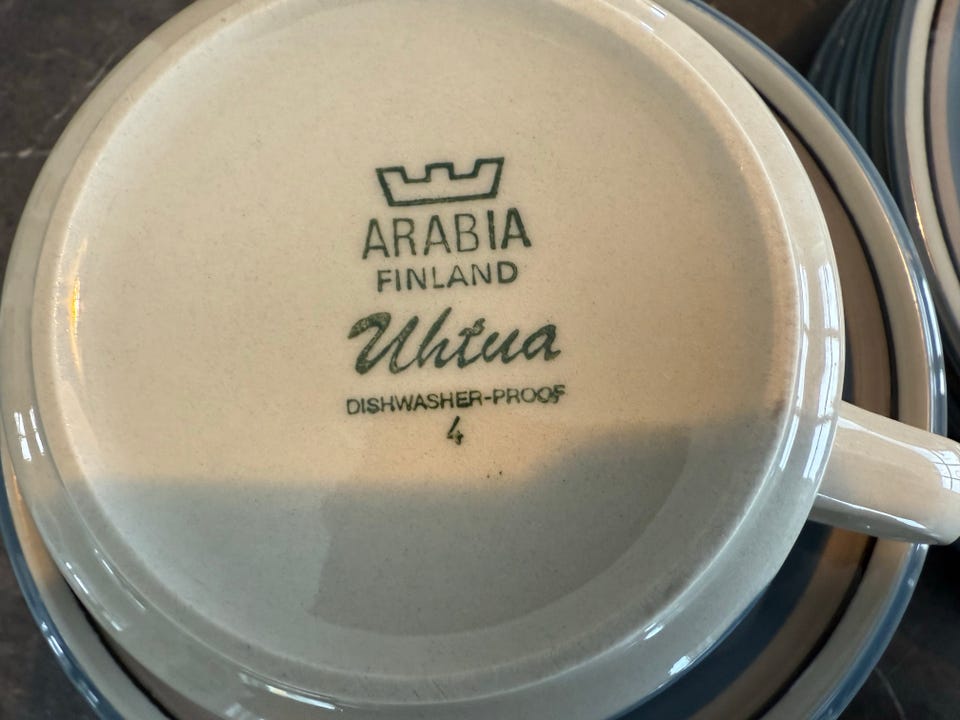 ARABIA
FINLAND
Uhtua
DISHWASHER-PROOF
4